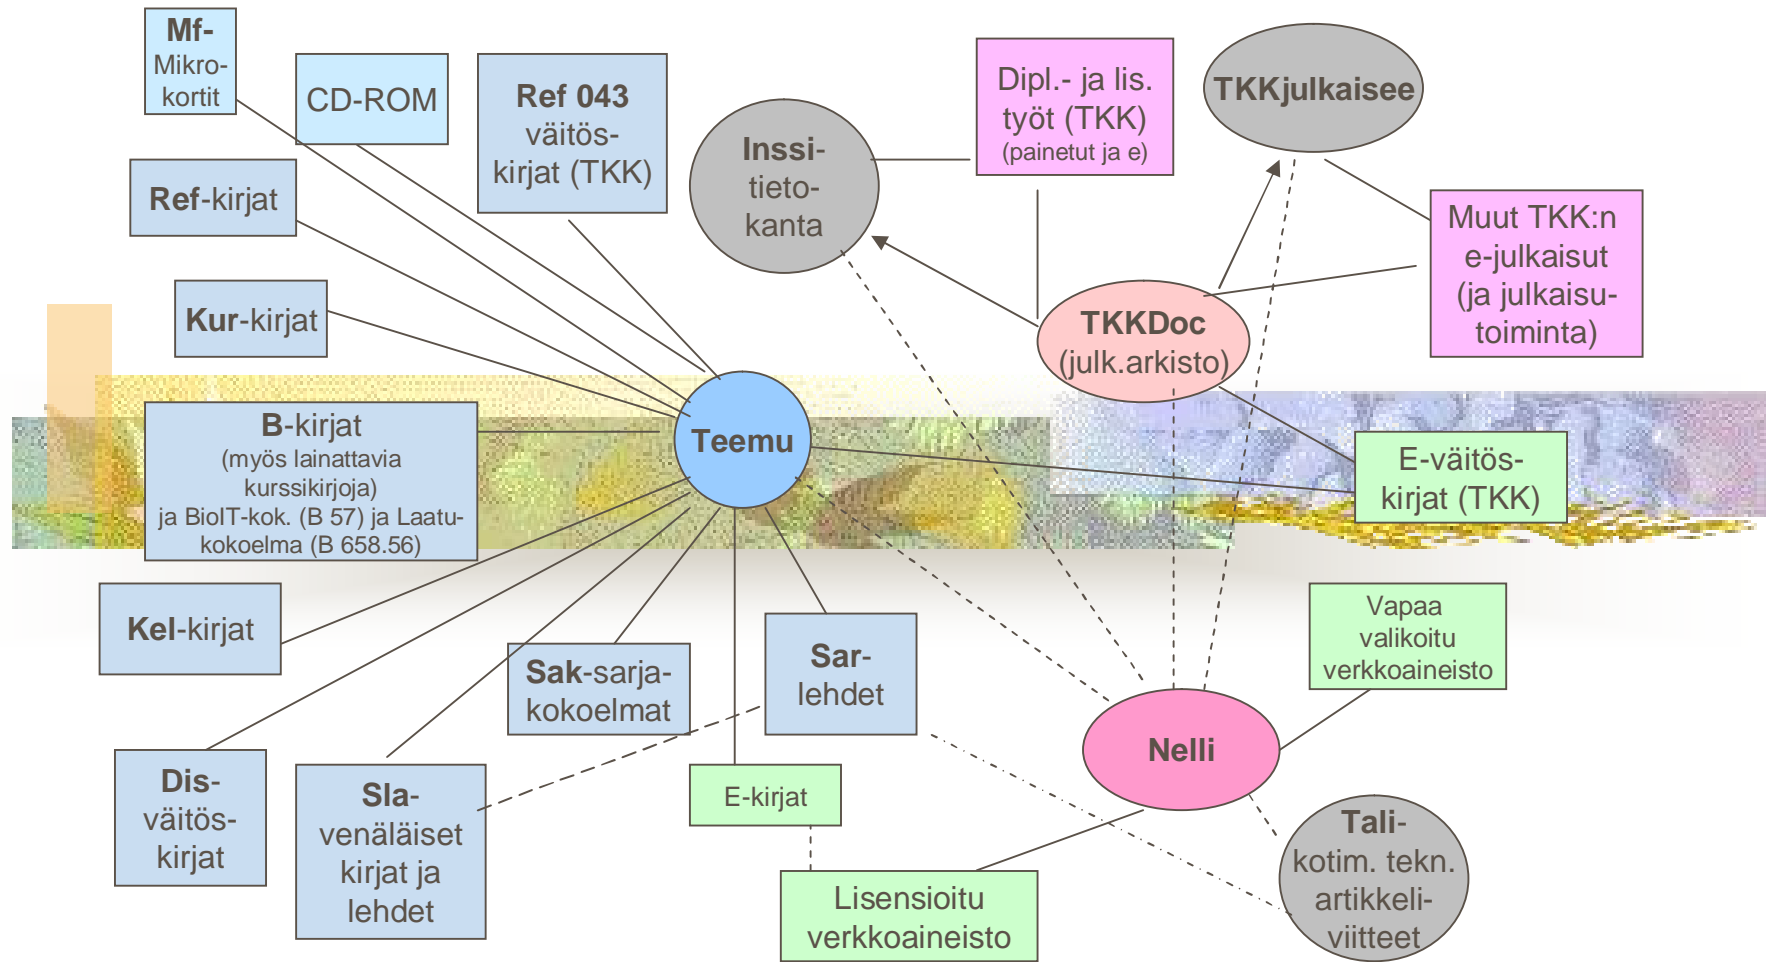 Mf-
Mikro-
kortit
CD-ROM
Ref 043
väitös-
kirjat (TKK)
Inssi-
tieto-
kanta
Dipl.- ja lis.
työt (TKK)
(painetut ja e)
TKKjulkaisee
Ref-kirjat
Muut TKK:n
e-julkaisut
(ja julkaisu-
toiminta)
Kur-kirjat
TKKDoc
(julk.arkisto)
B-kirjat
(myös lainattavia
kurssikirjoja)
ja BioIT-kok. (B 57) ja Laatu-
kokoelma (B 658.56)
Teemu
E-väitös-
kirjat (TKK)
Kel-kirjat
Sak-sarja-
kokoelmat
Sar-
lehdet
Vapaa
valikoitu
verkkoaineisto
Nelli
Dis-
väitös-
kirjat
Sla-
venäläiset
kirjat ja
lehdet
E-kirjat
Tali-
kotim. tekn.
artikkeli-
viitteet
Lisensioitu
verkkoaineisto